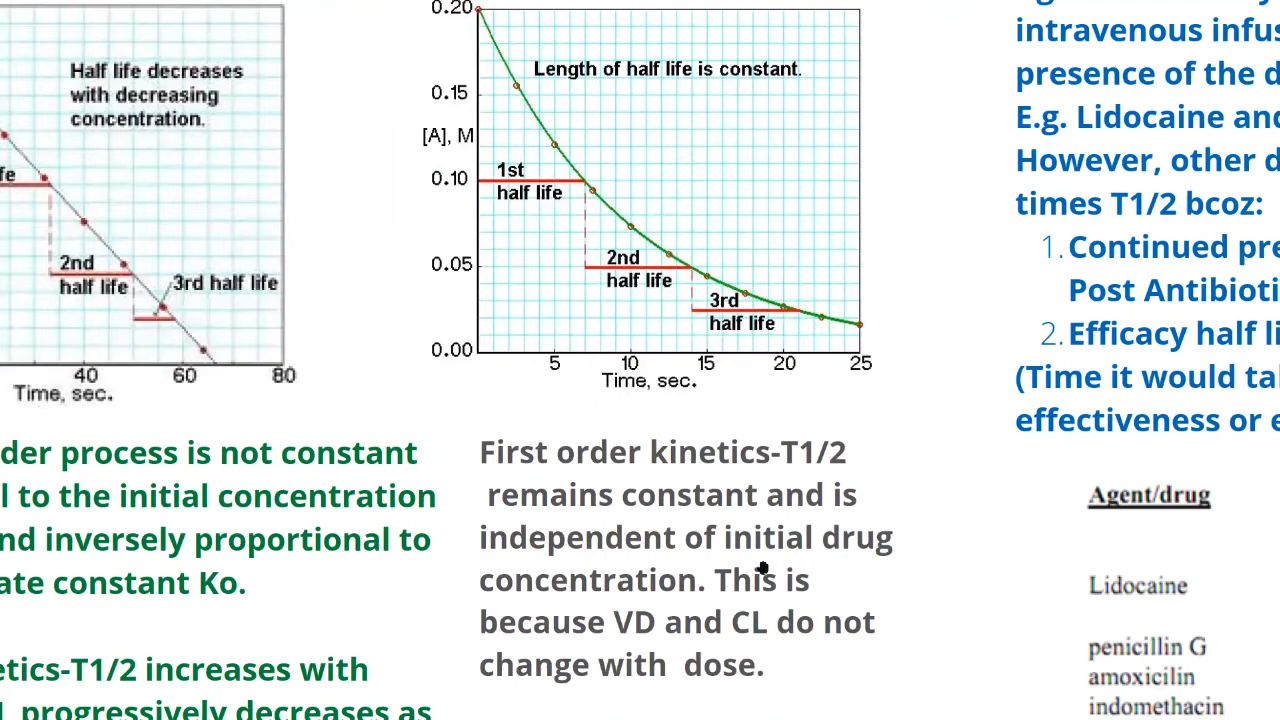 Half life decreases
with decreasing
concentration.
2nd
half life
3rd half life
40
60
80
Time, sec.
0.20
0.15
[A], M
0.10
0.05
0.00
Length of half life is constant.
1st
half life
2nd
half life
3rd
half life
5
10
15
20
25
Time, sec.
der process is not constant
l to the initial concentration
nd inversely proportional to
ate constant Ko.
etics-T1/2 increases with
progressively decreases as
First order kinetics-T1/2
remains constant and is
independent of initial drug
concentration. This is
because VD and CL do not
change with dose.
intravenous infus
presence of the d
E.g. Lidocaine and
However, other d
times T1/2 bcoz:
1. Continued pre
Post Antibioti
2. Efficacy half li
(Time it would ta
effectiveness or e
Agent/drug
Lidocaine
penicillin G
amoxicilin
indomethacin